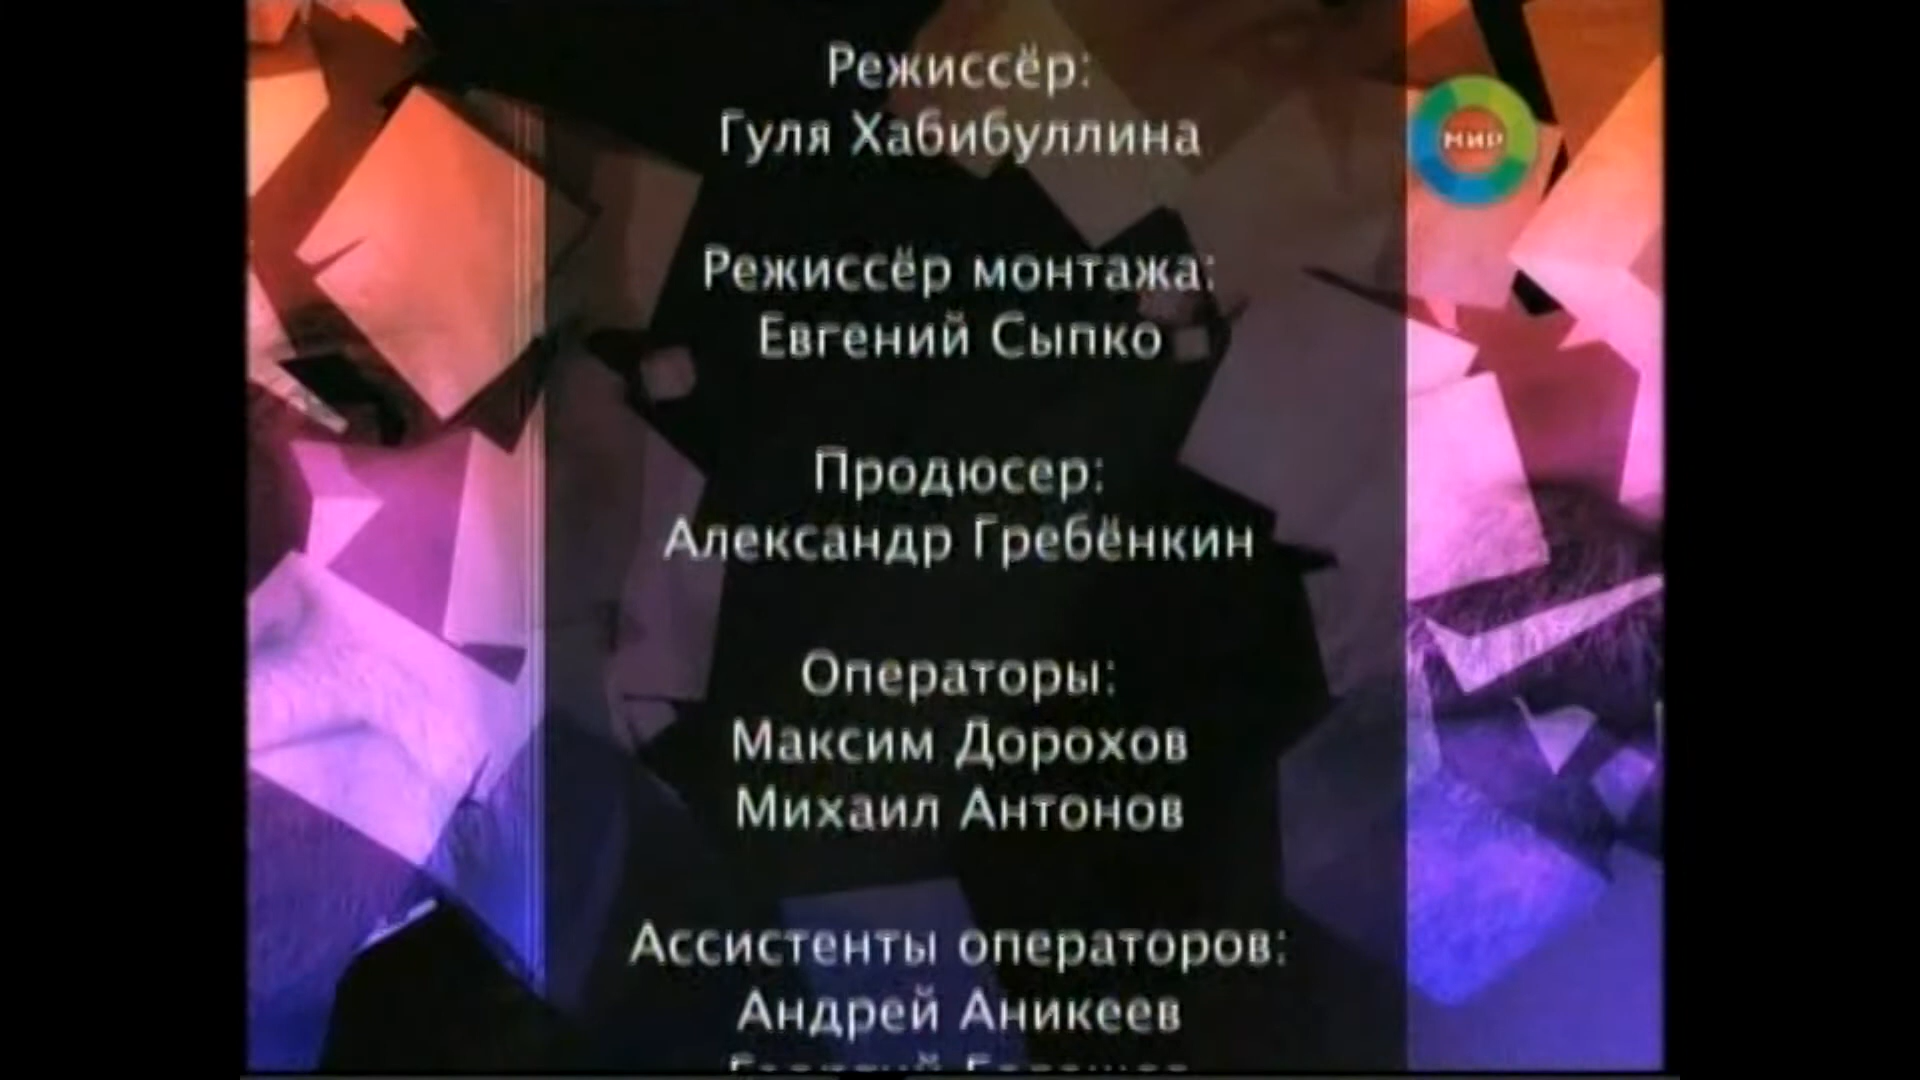 Режиссёр:
Гуля Хабибуллина
МИР
Режиссёр монтажа:
Евгений Сыпко
Продюсер:
Александр Гребёнкин
Операторы:
Максим Дорохов
Михаил Антонов
Ассистенты операторов:
Андрей Аникеев